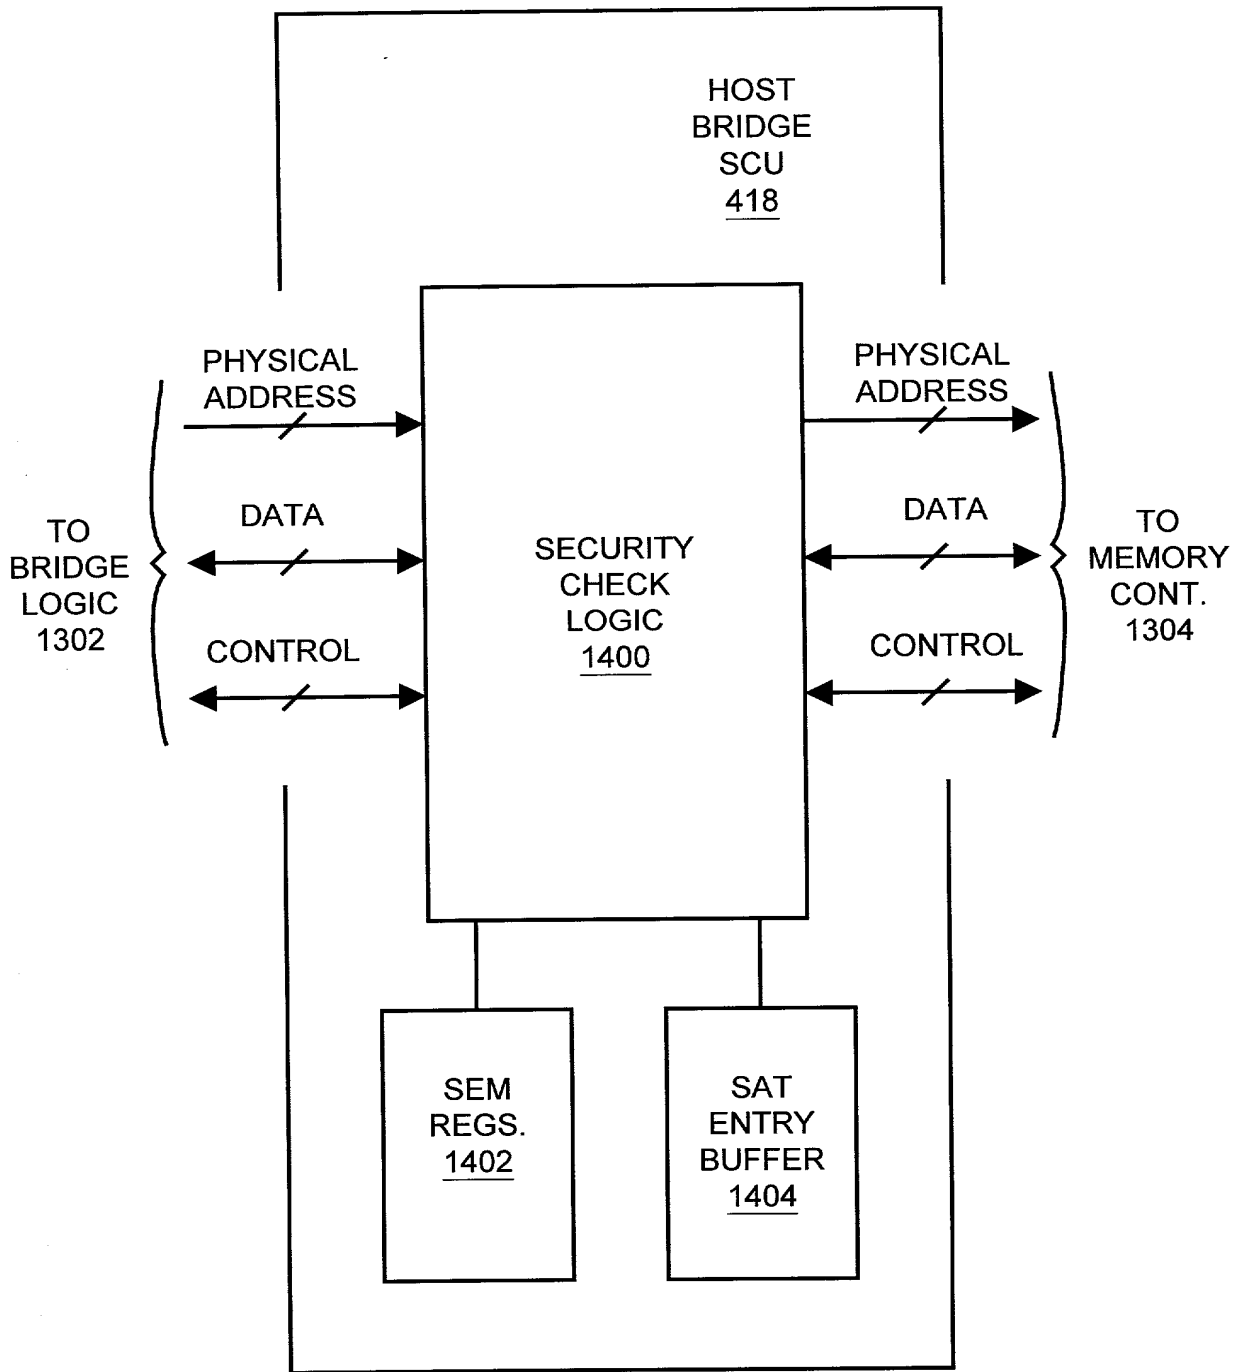 HOST
BRIDGE
SCU
418
PHYSICAL
ADDRESS
DATA
CONTROL
TO
BRIDGE
LOGIC
1302
SECURITY
CHECK
LOGIC
1400
PHYSICAL
ADDRESS
DATA
CONTROL
TO
MEMORY
CONT.
1304
SEM
REGS.
1402
SAT
ENTRY
BUFFER
1404